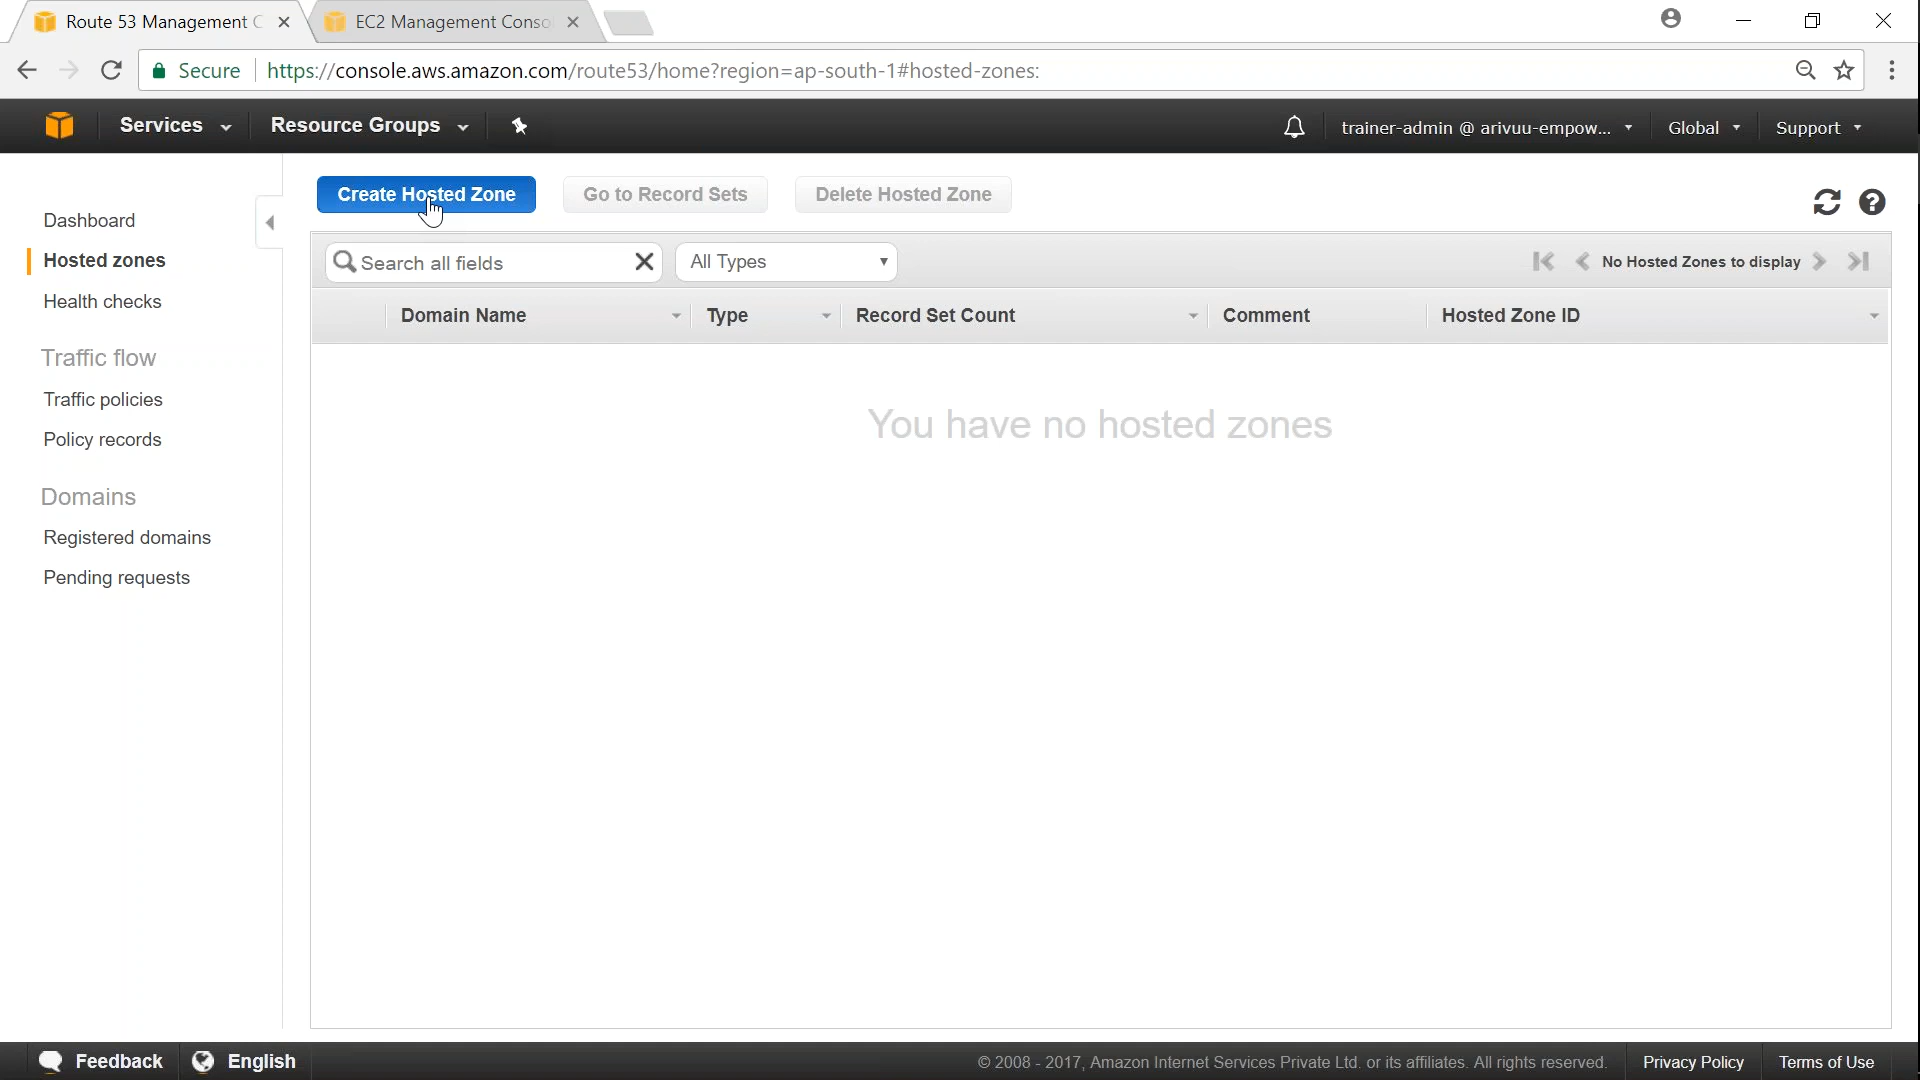 Route 53 Management C
EC2 Management Conso
Secure
https://console.aws.amazon.com/route53/home?region=ap-south-1#hosted-zones:
Services
Resource Groups
trainer-admin @ arivuu-empow...
Global
Support
Dashboard
Hosted zones
Health checks
Traffic flow
Traffic policies
Policy records
Domains
Registered domains
Pending requests
Create Hosted Zone
Go to Record Sets
Delete Hosted Zone
Search all fields
All Types
No Hosted Zones to display
Domain Name
Type
Record Set Count
Comment
Hosted Zone ID
You have no hosted zones
Feedback
English
© 2008 - 2017, Amazon Internet Services Private Ltd. or its affiliates. All rights reserved.
Privacy Policy
Terms of Use